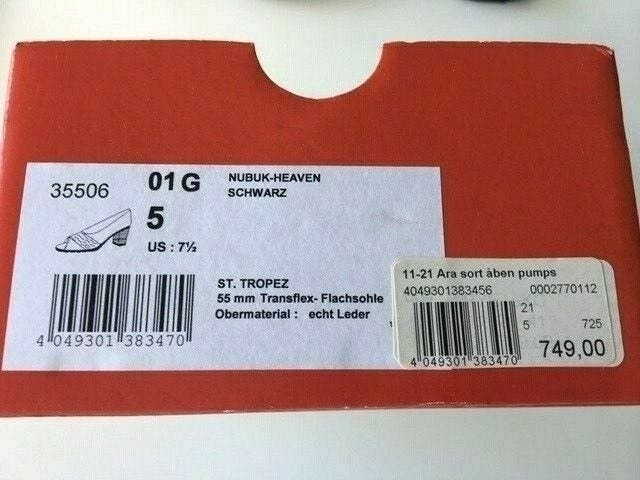 35506
01 G
5
US : 7½
NUBUK-HEAVEN
SCHWARZ
ST. TROPEZ
55 mm Transflex- Flachsohle
Obermaterial : echt Leder
4 049301 383470
11-21 Ara sort åben pumps
4049301383456 0002770112
21
5 725
749,00
4 049301 383470